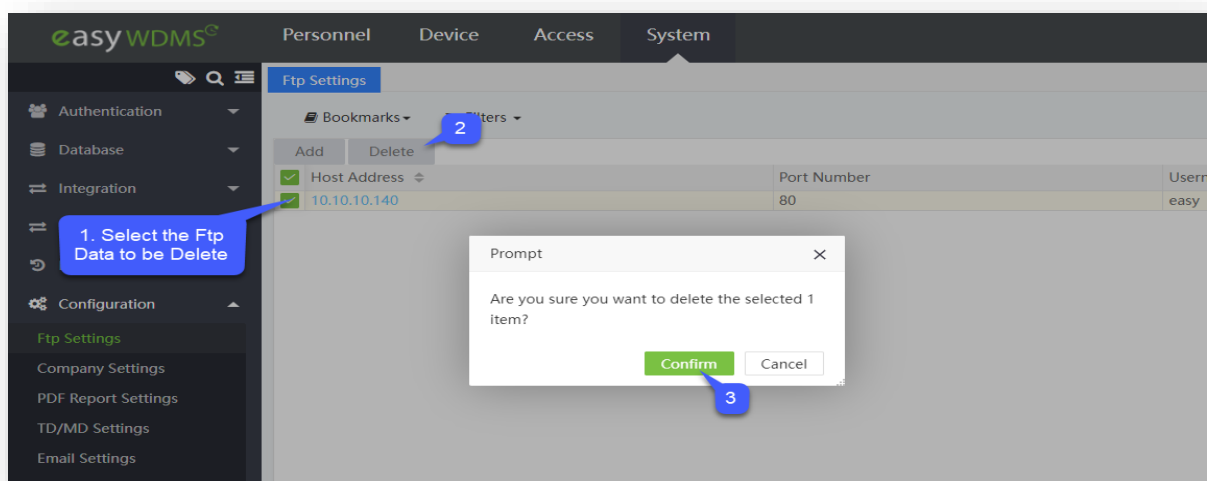 easy WDMS
Personnel Device Access System
Ftp Settings
Authentication
Bookmarks
2
Database
Add Delete
Host Address Port Number
Integration
10.10.10.140 80 easy
1. Select the Ftp
Data to be Delete
Prompt
Are you sure you want to delete the selected 1
item?
Configuration
Ftp Settings
Confirm Cancel
Company Settings
3
PDF Report Settings
TD/MD Settings
Email Settings